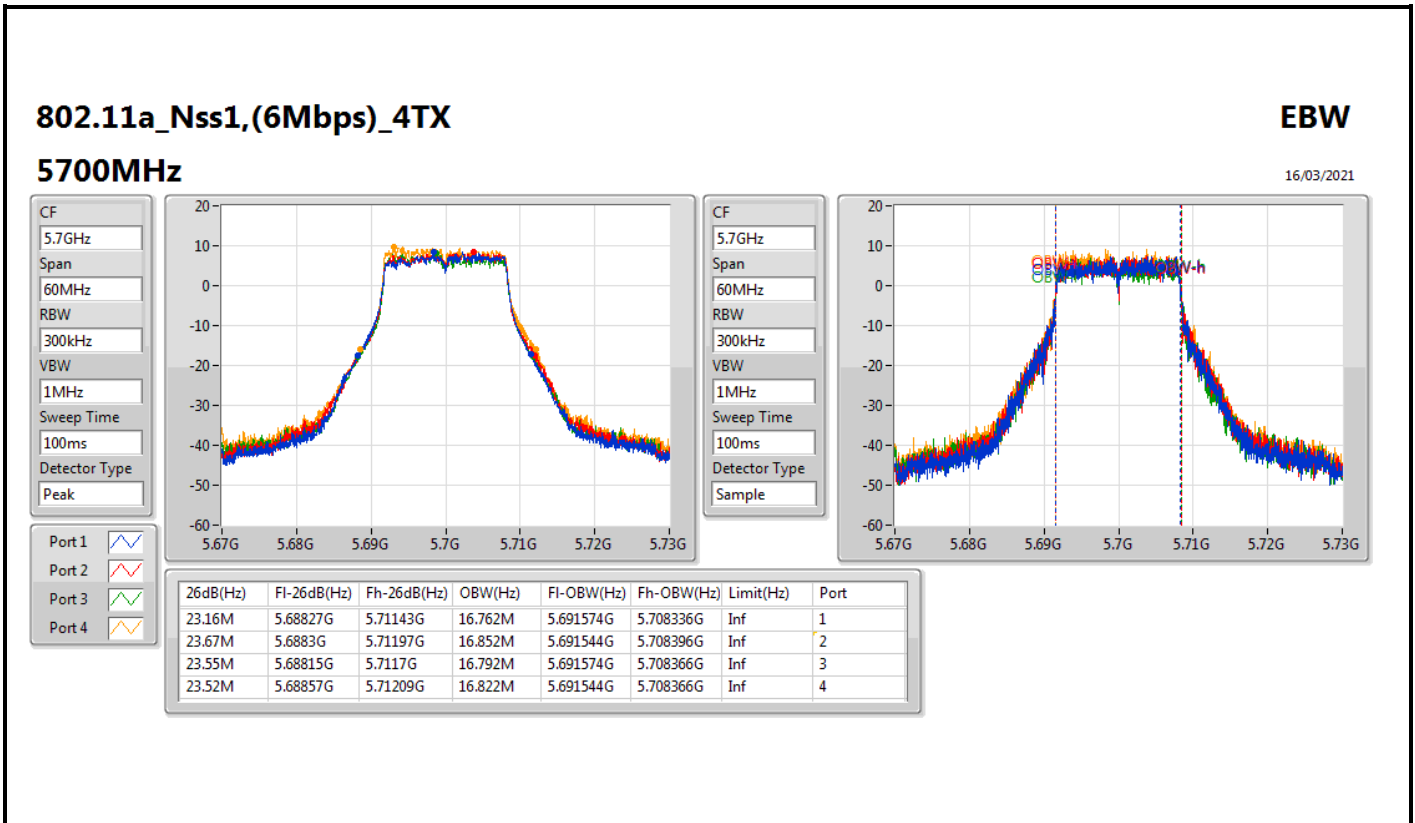 802.11a_Nss1,(6Mbps)_4TX
EBW
5700MHz
16/03/2021
CF
5.7GHz
Span
60MHz
RBW
300kHz
VBW
1MHz
Sweep Time
100ms
Detector Type
Peak
20
10
0
-10
-20
-30
-40
-50
-60
5.67G 5.68G 5.69G 5.7G 5.71G 5.72G 5.73G
CF
5.7GHz
Span
60MHz
RBW
300kHz
VBW
1MHz
Sweep Time
100ms
Detector Type
Sample
20
10
0
-10
-20
-30
-40
-50
-60
5.67G 5.68G 5.69G 5.7G 5.71G 5.72G 5.73G
Port 1
Port 2
Port 3
Port 4
26dB(Hz) Fl-26dB(Hz) Fh-26dB(Hz) OBW(Hz) Fl-OBW(Hz) Fh-OBW(Hz) Limit(Hz) Port
23.16M 5.68827G 5.71143G 16.762M 5.691574G 5.708336G Inf 1
23.67M 5.6883G 5.71197G 16.852M 5.691544G 5.708396G Inf 2
23.55M 5.68815G 5.7117G 16.792M 5.691574G 5.708366G Inf 3
23.52M 5.68857G 5.71209G 16.822M 5.691544G 5.708366G Inf 4